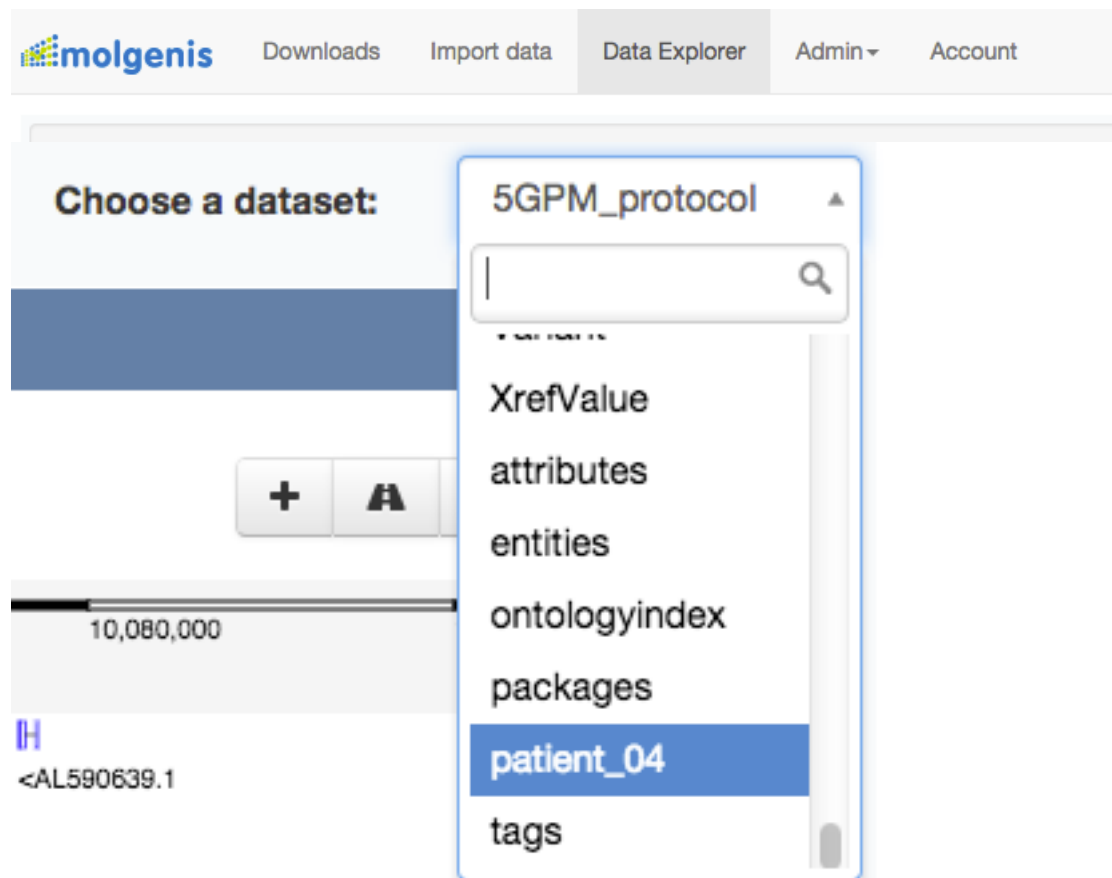 molgenis Downloads Import data Data Explorer Admin Account
Choose a dataset: 5GPM_protocol
Variant
XrefValue
attributes
entities
ontologyindex
10,080,000
packages
patient_04
<AL590639.1
tags